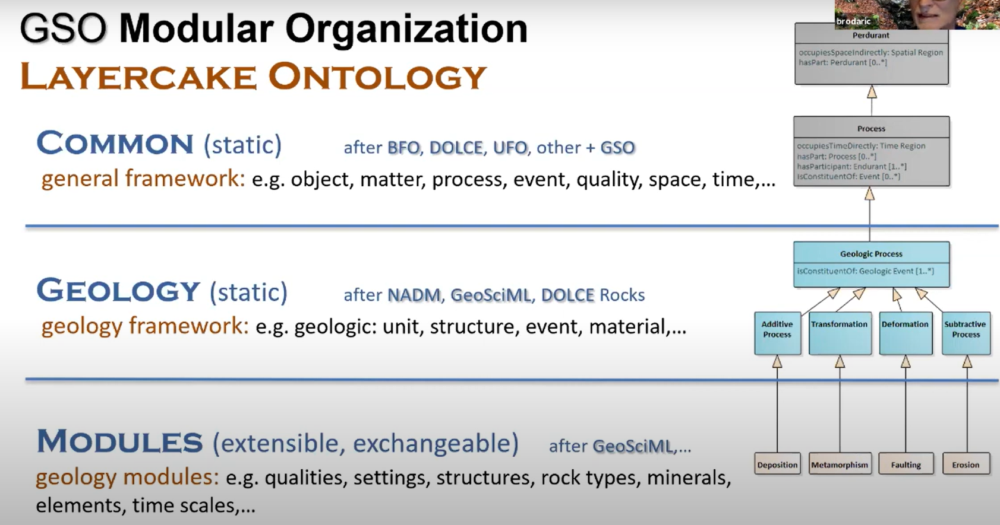 GSO Modular Organization
LAYERCAKE ONTOLOGY
COMMON (static) after BFO, DOLCE, UFO, other + GSO
general framework: e.g. object, matter, process, event, quality, space, time,...
GEOLOGY (static) after NADM, GeoSciML, DOLCE Rocks
geology framework: e.g. geologic: unit, structure, event, material,...
MODULES (extensible, exchangeable) after GeoSciML,...
geology modules: e.g. qualities, settings, structures, rock types, minerals,
elements, time scales,...
brodaric
Perdurant
occupiesSpaceIndirectly: Spatial Region
hasPart: Perdurant [0..*]
Process
occupiesTimeDirectly: Time Region
hasPart: Process [0..*]
hasParticipant: Endurant [1..*]
isConstituentOf: Event [0..*]
Geologic Process
isConstituentOf: Geologic Event [1..*]
Additive
Process
Transformation
Deformation
Subtractive
Process
Deposition
Metamorphism
Faulting
Erosion